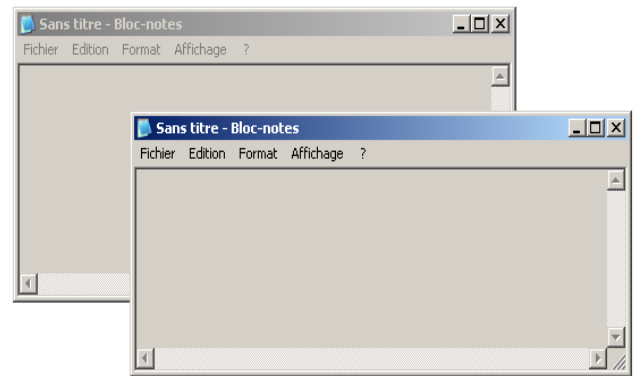 Sans titre - Bloc-notes
Fichier Edition Format Affichage ?
Sans titre - Bloc-notes
Fichier Edition Format Affichage ?